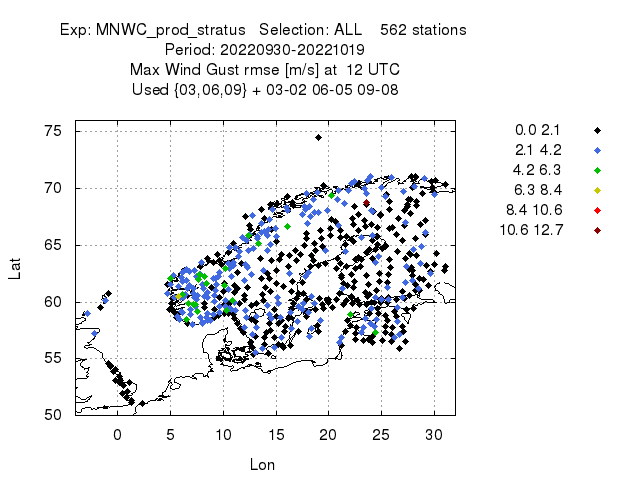 Exp: MNWC_prod_stratus   Selection: ALL    562 stations
Period: 20220930-20221019
Max Wind Gust rmse [m/s] at  12 UTC
Used {03,06,09} + 03-02 06-05 09-08
0.0 2.1
2.1 4.2
4.2 6.3
6.3 8.4
8.4 10.6
10.6 12.7
75
70
65
60
55
50
Lat
0 5 10 15 20 25 30
Lon